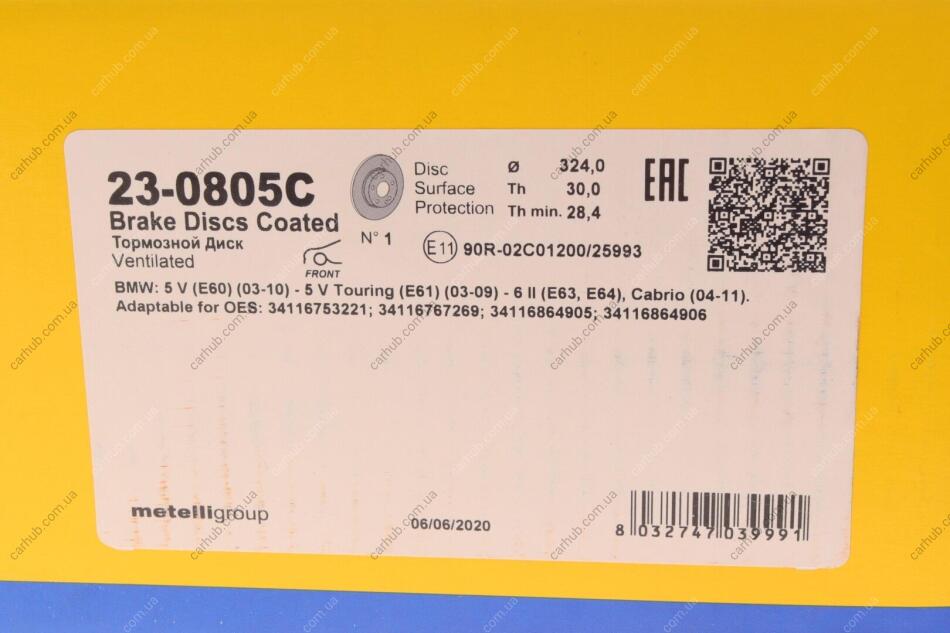 23-0805C
Brake Discs Coated
Тормозной Диск
Ventilated
FRONT
N° 1
Disc
Surface
Protection
Ø 324,0
Th 30,0
Th min. 28,4
EAC
E11 90R-02C01200/25993
BMW: 5 V (E60) (03-10) - 5 V Touring (E61) (03-09) - 6 II (E63, E64), Cabrio (04-11).
Adaptable for OES: 34116753221; 34116767269; 34116864905; 34116864906
metelligroup
06/06/2020
8 032747 039991
carhub.com.ua